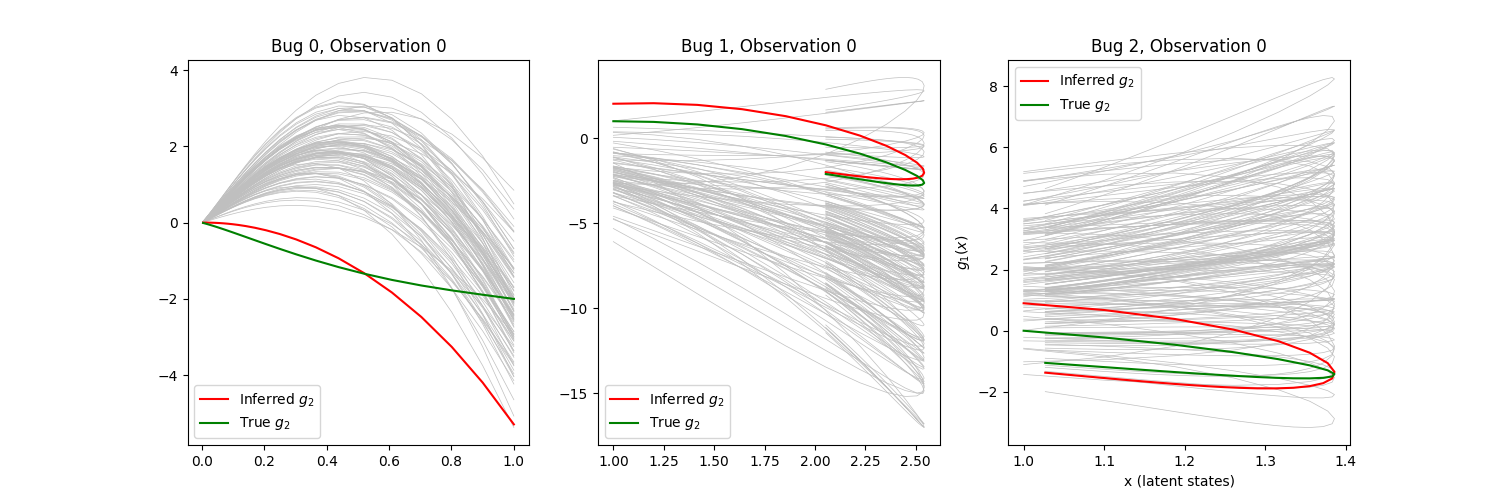 Bug 0, Observation 0
4
2
0
−2
−4
0.0 0.2 0.4 0.6 0.8 1.0
Inferred g₂
True g₂
Bug 1, Observation 0
0
−5
−10
−15
1.00 1.25 1.50 1.75 2.00 2.25 2.50
Inferred g₂
True g₂
Bug 2, Observation 0
Inferred g₂
True g₂
g₁(x)
8
6
4
2
0
−2
1.0 1.1 1.2 1.3 1.4
x (latent states)